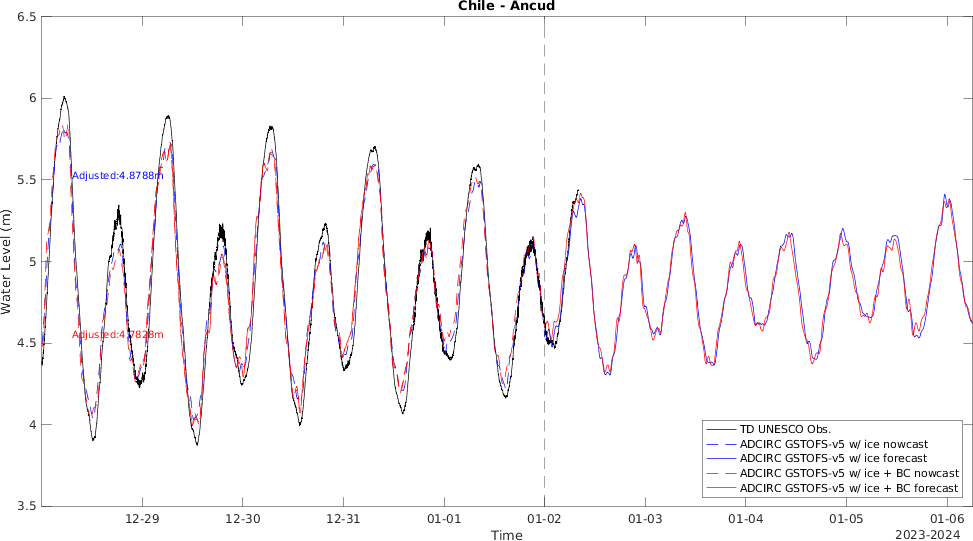 Chile - Ancud
6.5
6
5.5
5
4.5
4
3.5
Water Level (m)
Adjusted:4.8788m
Adjusted:4.7828m
TD UNESCO Obs.
ADCIRC GSTOFS-v5 w/ ice nowcast
ADCIRC GSTOFS-v5 w/ ice forecast
ADCIRC GSTOFS-v5 w/ ice + BC nowcast
ADCIRC GSTOFS-v5 w/ ice + BC forecast
12-29 12-30 12-31 01-01 01-02 01-03 01-04 01-05 01-06
Time
2023-2024